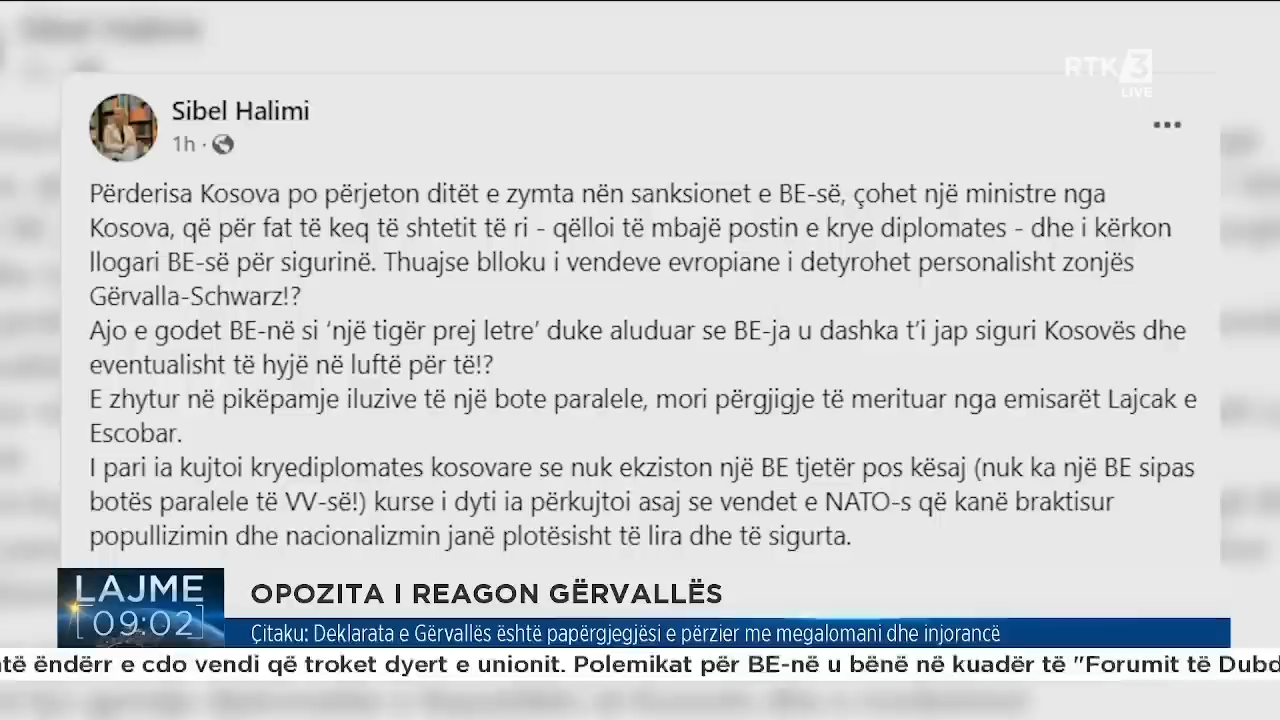 RTK 3
LIVE
Sibel Halimi
1h ·
Përderisa Kosova po përjeton ditët e zymta nën sanksionet e BE-së, çohet një ministre nga
Kosova, që për fat të keq të shtetit të ri - qëlloi të mbajë postin e krye diplomates - dhe i kërkon
llogari BE-së për sigurinë. Thuajse blloku i vendeve evropiane i detyrohet personalisht zonjës
Gërvalla-Schwarz!?
Ajo e godet BE-në si ‘një tigër prej letre’ duke aluduar se BE-ja u dashka t’i jap siguri Kosovës dhe
eventualisht të hyjë në luftë për të!?
E zhytur në pikëpamje iluzive të një bote paralele, mori përgjigje të merituar nga emisarët Lajcak e
Escobar.
I pari ia kujtoi kryediplomates kosovare se nuk ekziston një BE tjetër pos kësaj (nuk ka një BE sipas
botës paralele të VV-së!) kurse i dyti ia përkujtoi asaj se vendet e NATO-s që kanë braktisur
popullizimin dhe nacionalizmin janë plotësisht të lira dhe të sigurta.
LAJME
09:02
OPOZITA I REAGON GËRVALLËS
Çitaku: Deklarata e Gërvallës është papërgjegjësi e përzier me megalomani dhe injorancë
të ëndërr e cdo vendi që troket dyert e unionit. Polemikat për BE-në u bënë në kuadër të "Forumit të Dubd